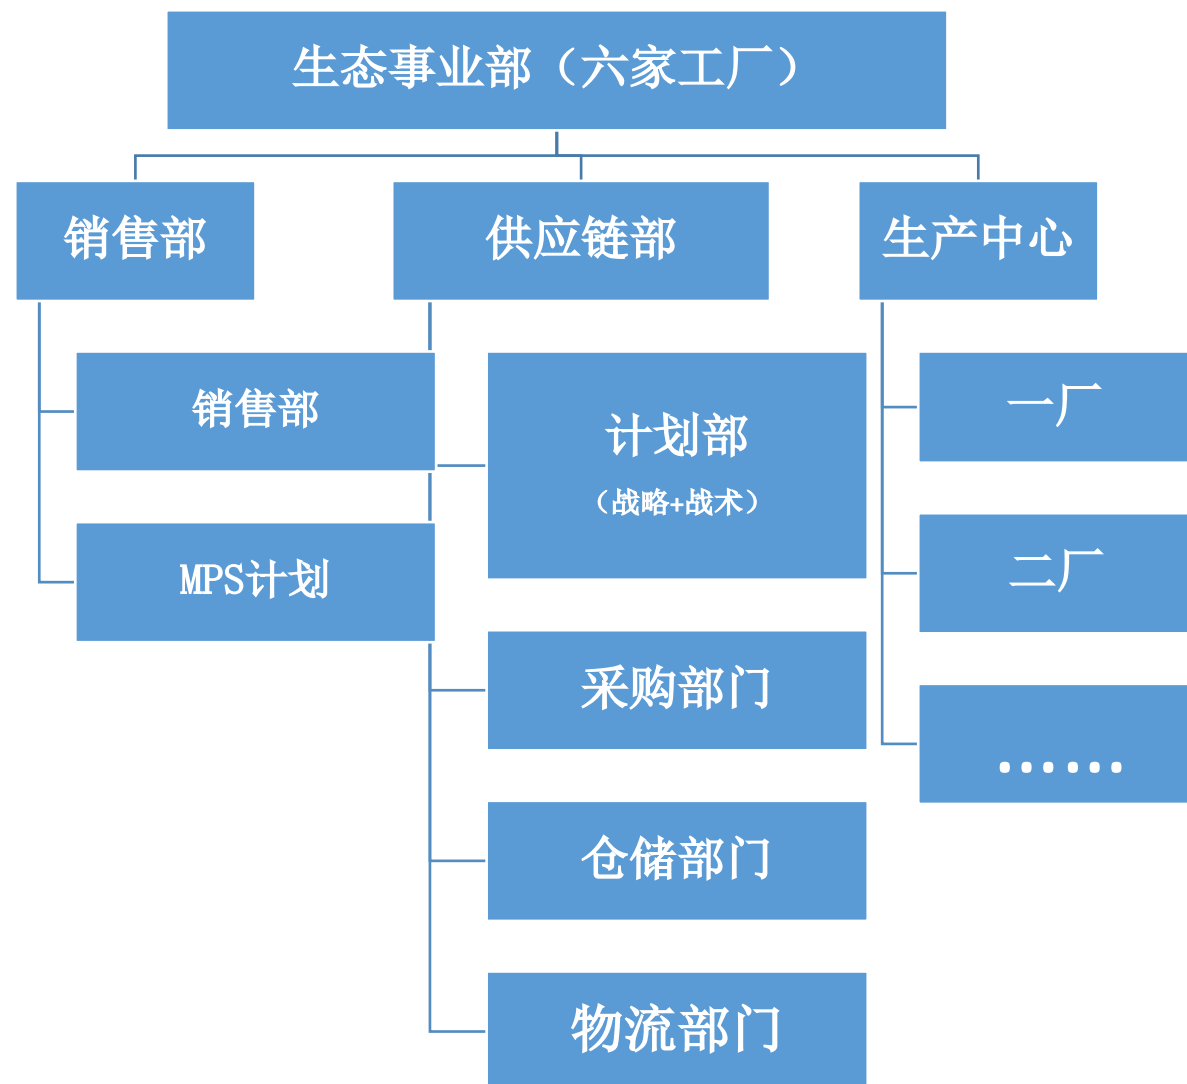 生态事业部（六家工厂）
销售部
供应链部
生产中心
销售部
MPS计划
计划部
（战略+战术）
采购部门
仓储部门
物流部门
一厂
二厂
……